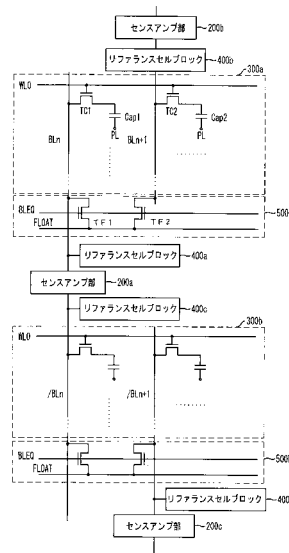 センスアンプ部 200b
リファランスセルブロック 400b
300a
WL0
TC1 Cap1 TC2 Cap2
PL PL
BLn BLn+1
BLEQ TF1 TF2 500
FLOAT
リファランスセルブロック 400a
センスアンプ部 200a
リファランスセルブロック 400c
300b
WL0
/BLn /BLn+1
BLEQ 500
FLOAT
リファランスセルブロック 400
センスアンプ部 200c